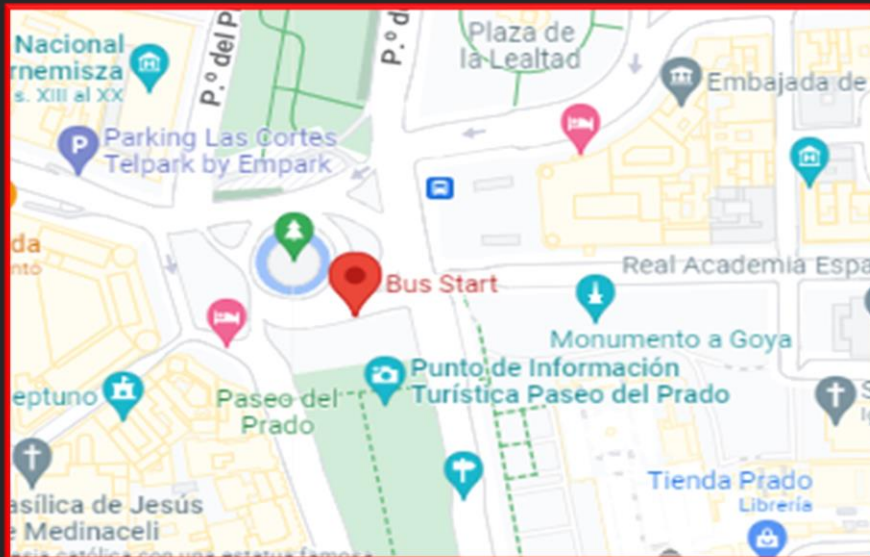 Nacional
rnemisza
s. XIII al XX
P.º del P
P.º d
Plaza de
la Lealtad
Embajada de
P
Parking Las Cortes
Telpark by Empark
da
Bus Start
Real Academia Espa
Monumento a Goya
Punto de Información
Turística Paseo del Prado
eptuno
Paseo del
Prado
S
Tienda Prado
Librería
asílica de Jesús
e Medinaceli